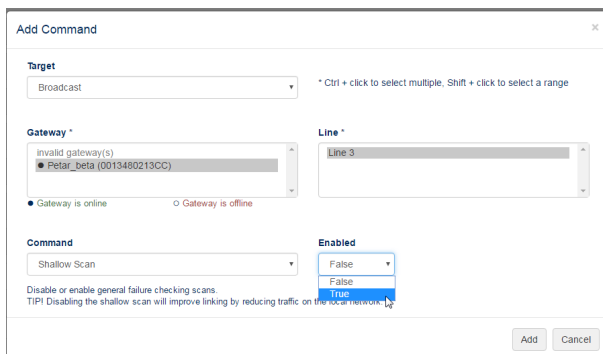 Add Command
×
Target
Broadcast
* Ctrl + click to select multiple, Shift + click to select a range
Gateway *
Line *
invalid gateway(s)
Petar_beta (0013480213CC)
Line 3
Gateway is online
Gateway is offline
Command
Enabled
Shallow Scan
False
False
True
Disable or enable general failure checking scans.
TIP! Disabling the shallow scan will improve linking by reducing traffic on the local network.
Add
Cancel